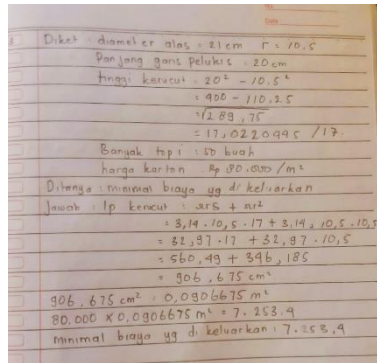 Diket : diameter alas = 21 cm r = 10,5
Panjang garis pelukis = 20 cm
tinggi kerucut : 20² - 10,5²
= 400 - 110,25
= √289,75
= 17,0220445 /17.
Banyak topi : 50 buah
harga karton : Rp 80.000 /m²
Ditanya : minimal biaya yg di keluarkan
Jawab : lp kerucut : πrs + πr²
= 3,14 . 10,5 . 17 + 3,14 . 10,5 . 10,5
= 32,97 . 17 + 32,97 . 10,5
= 560,49 + 346,185
= 906,675 cm²
906,675 cm² = 0,0906675 m²
80.000 x 0,0906675 m² = 7.253.4
minimal biaya yg di keluarkan : 7.253,4